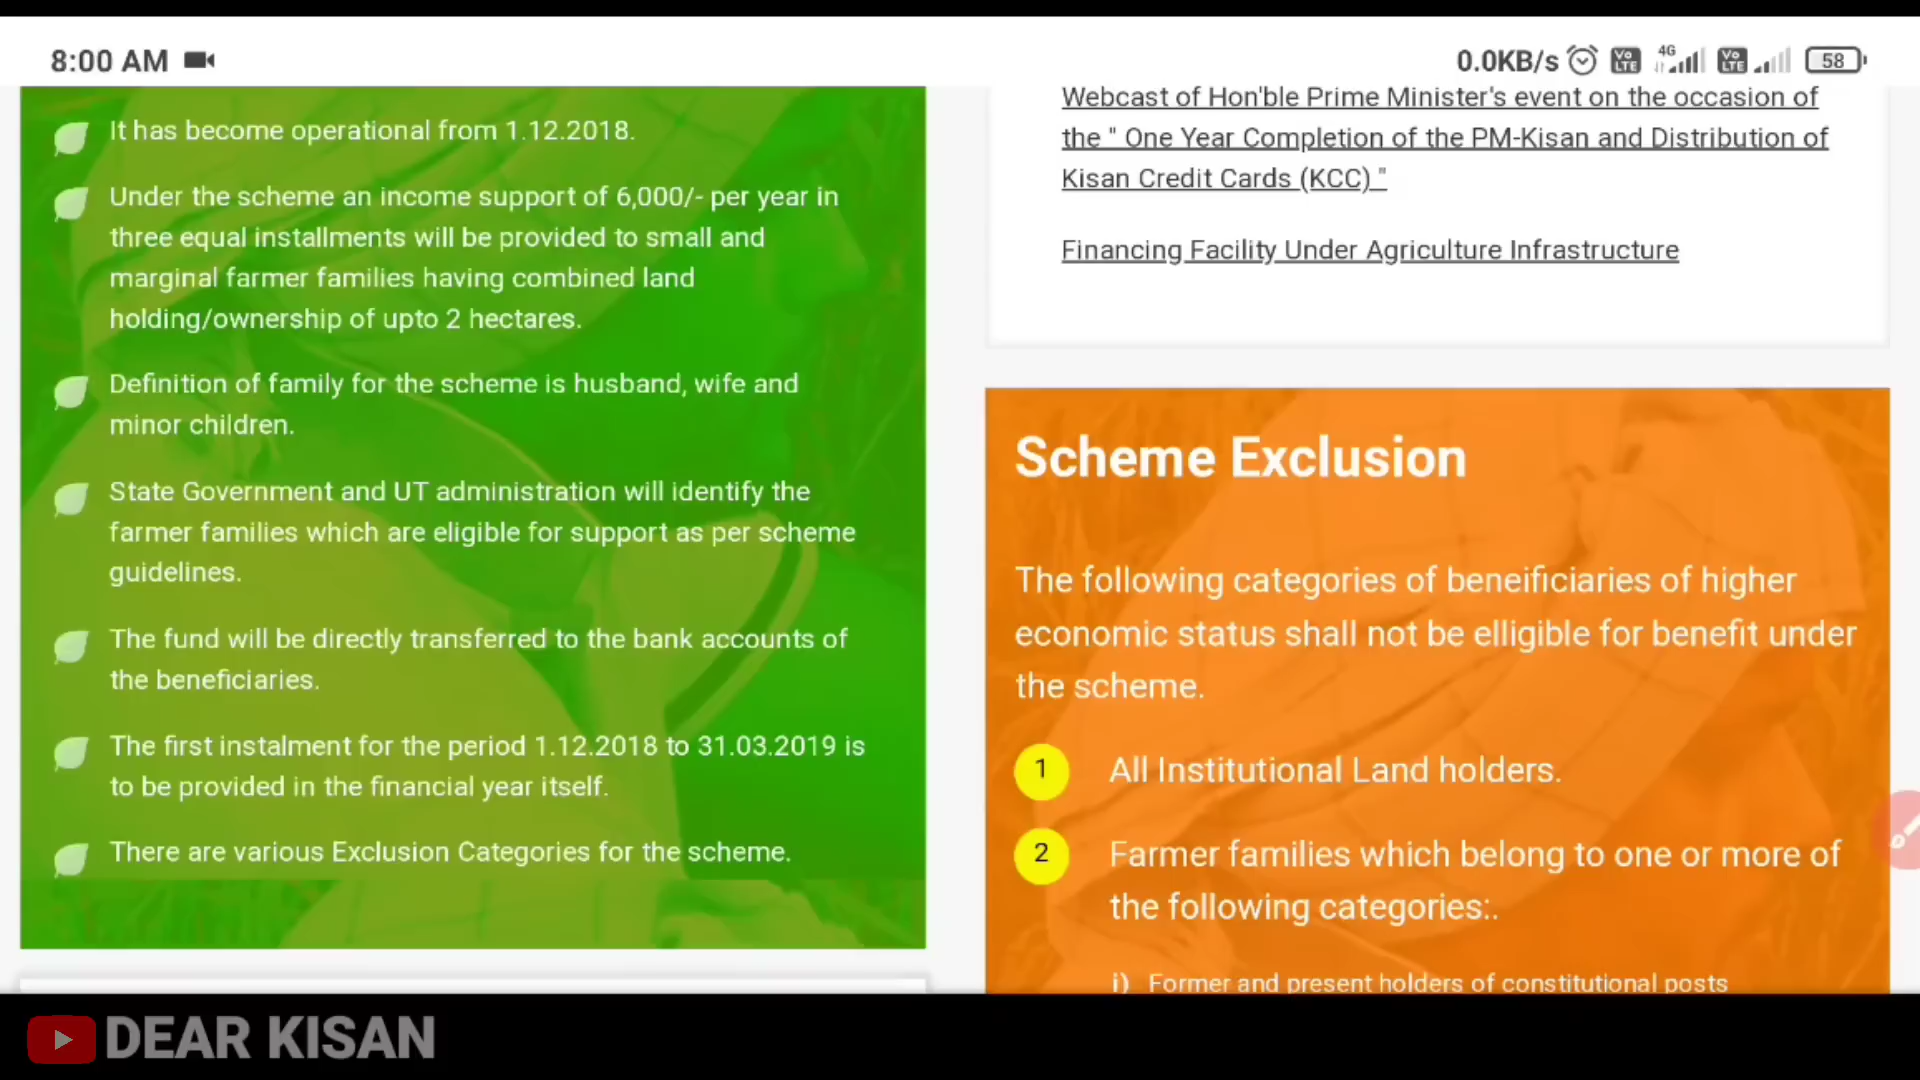 8:00 AM
0.0KB/s
Vo LTE
4G
Vo LTE
58
It has become operational from 1.12.2018.
Under the scheme an income support of 6,000/- per year in
three equal installments will be provided to small and
marginal farmer families having combined land
holding/ownership of upto 2 hectares.
Definition of family for the scheme is husband, wife and
minor children.
State Government and UT administration will identify the
farmer families which are eligible for support as per scheme
guidelines.
The fund will be directly transferred to the bank accounts of
the beneficiaries.
The first instalment for the period 1.12.2018 to 31.03.2019 is
to be provided in the financial year itself.
There are various Exclusion Categories for the scheme.
Webcast of Hon'ble Prime Minister's event on the occasion of
the " One Year Completion of the PM-Kisan and Distribution of
Kisan Credit Cards (KCC) "
Financing Facility Under Agriculture Infrastructure
Scheme Exclusion
The following categories of beneificiaries of higher
economic status shall not be elligible for benefit under
the scheme.
1 All Institutional Land holders.
2 Farmer families which belong to one or more of
the following categories:.
i) Former and present holders of constitutional posts
DEAR KISAN